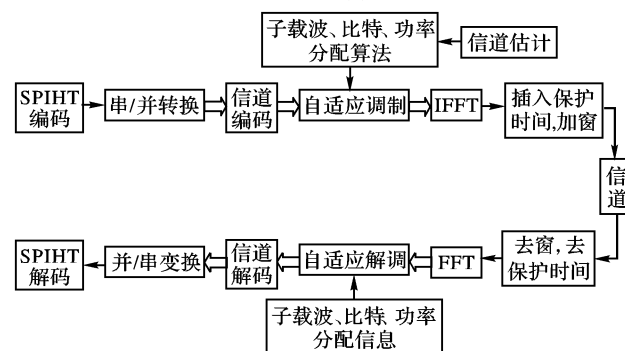 子载波、比特、功率
分配算法
信道估计
SPIHT
编码
串/并转换
信道
编码
自适应调制
IFFT
插入保护
时间,加窗
信
道
SPIHT
解码
并/串变换
信道
解码
自适应解调
FFT
去窗,去
保护时间
子载波、比特、功率
分配信息